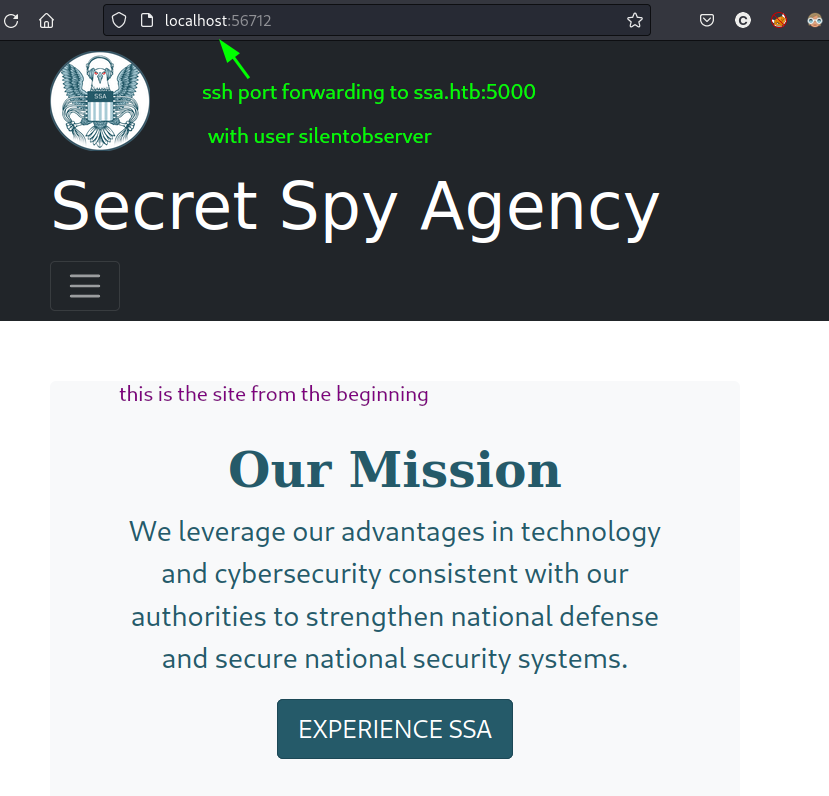 localhost:56712
ssh port forwarding to ssa.htb:5000
with user silentobserver
SSA
Secret Spy Agency
this is the site from the beginning
Our Mission
We leverage our advantages in technology
and cybersecurity consistent with our
authorities to strengthen national defense
and secure national security systems.
EXPERIENCE SSA